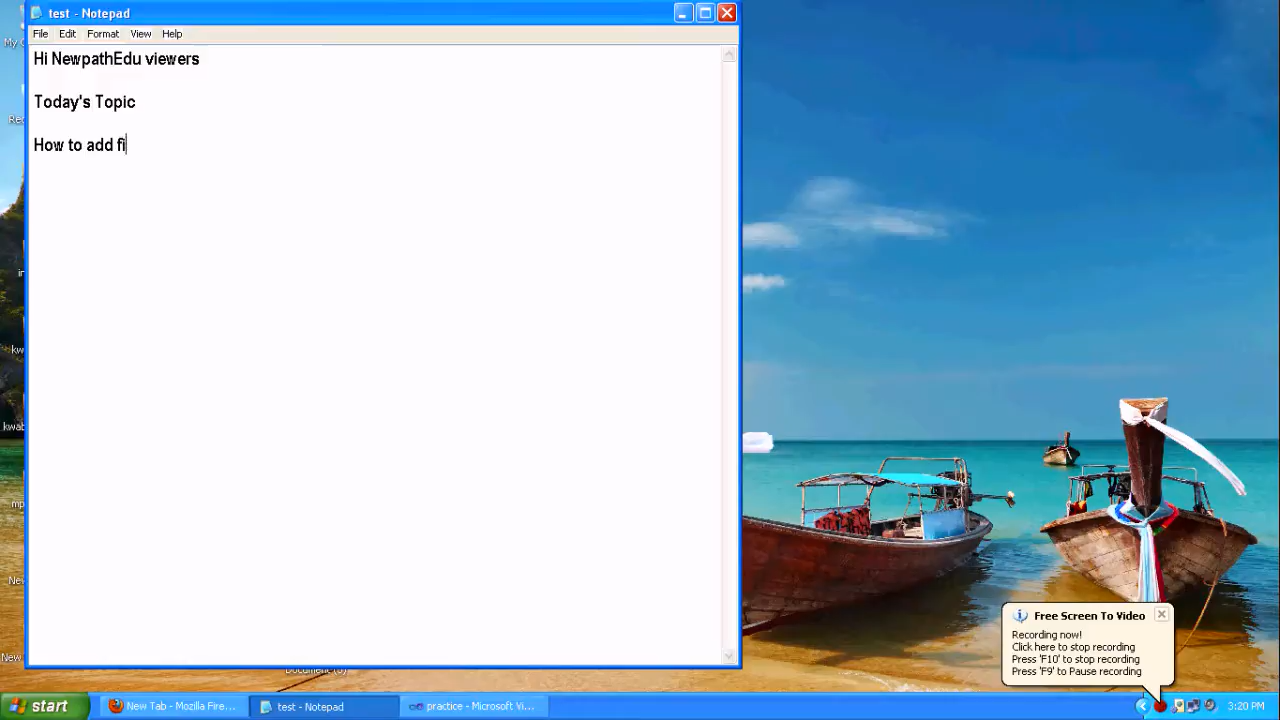 test - Notepad
File Edit Format View Help
Hi NewpathEdu viewers
Today's Topic
How to add fi
Free Screen To Video
Recording now!
Click here to stop recording
Press 'F10' to stop recording
Press 'F9' to Pause recording
start
New Tab - Mozilla Fire...
test - Notepad
practice - Microsoft Vi...
3:20 PM